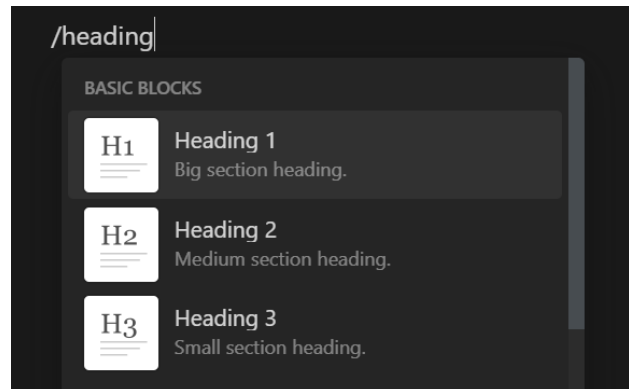 /heading
BASIC BLOCKS
H1
Heading 1
Big section heading.
H2
Heading 2
Medium section heading.
H3
Heading 3
Small section heading.